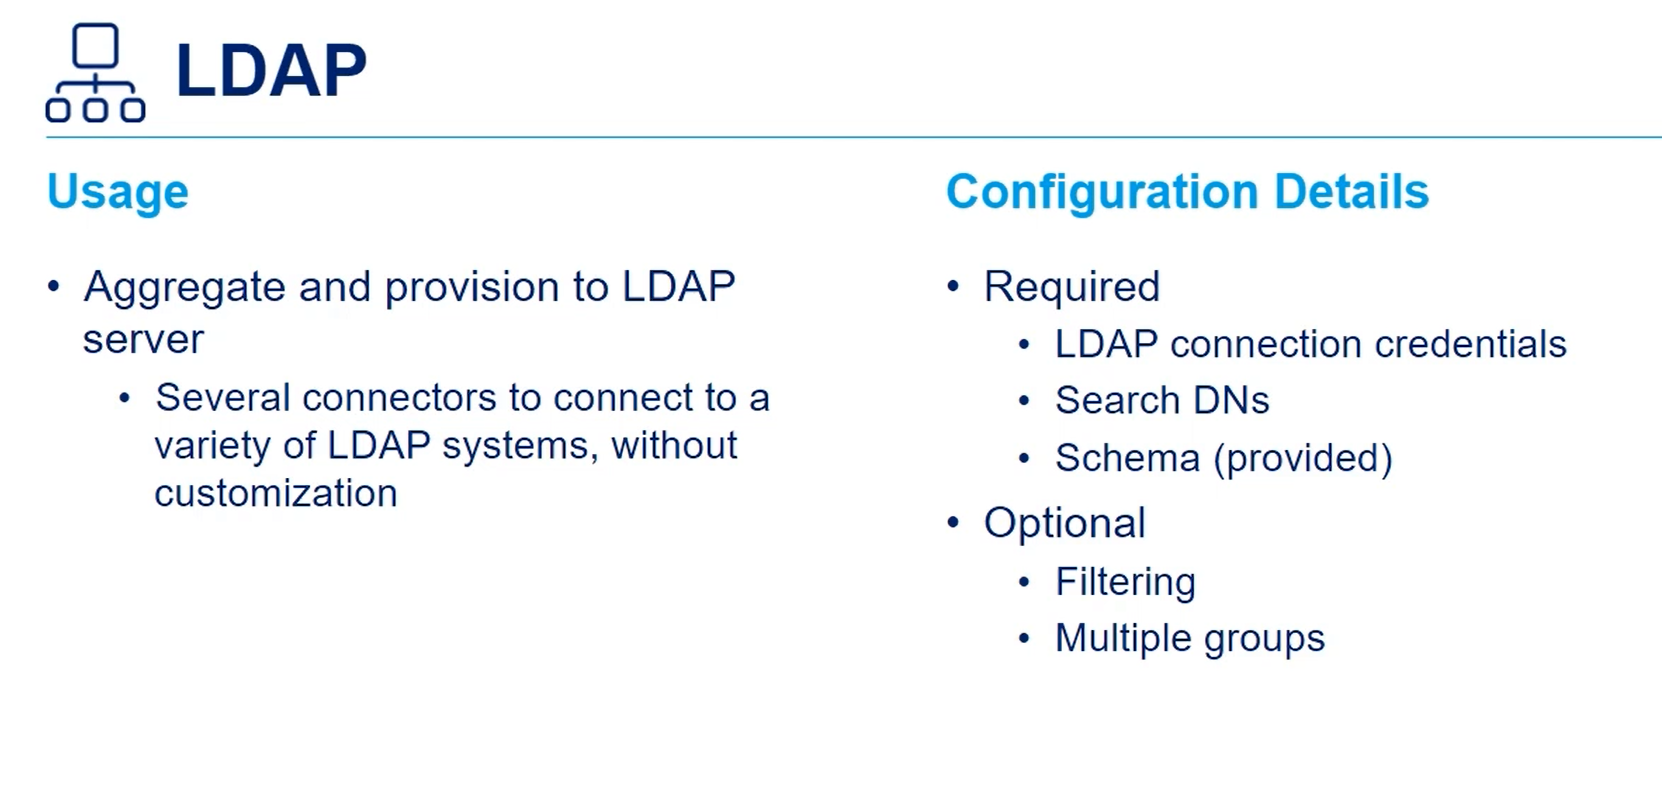 LDAP
Usage
• Aggregate and provision to LDAP
server
• Several connectors to connect to a
variety of LDAP systems, without
customization
Configuration Details
• Required
• LDAP connection credentials
• Search DNs
• Schema (provided)
• Optional
• Filtering
• Multiple groups